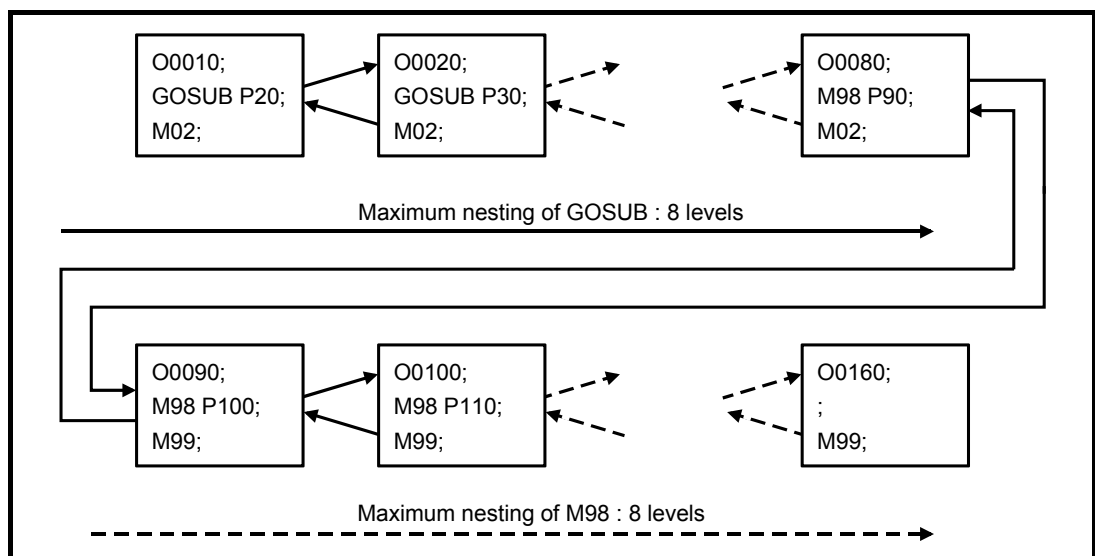 O0010;
GOSUB P20;
M02;
O0020;
GOSUB P30;
M02;
O0080;
M98 P90;
M02;
Maximum nesting of GOSUB : 8 levels
O0090;
M98 P100;
M99;
O0100;
M98 P110;
M99;
O0160;
;
M99;
Maximum nesting of M98 : 8 levels